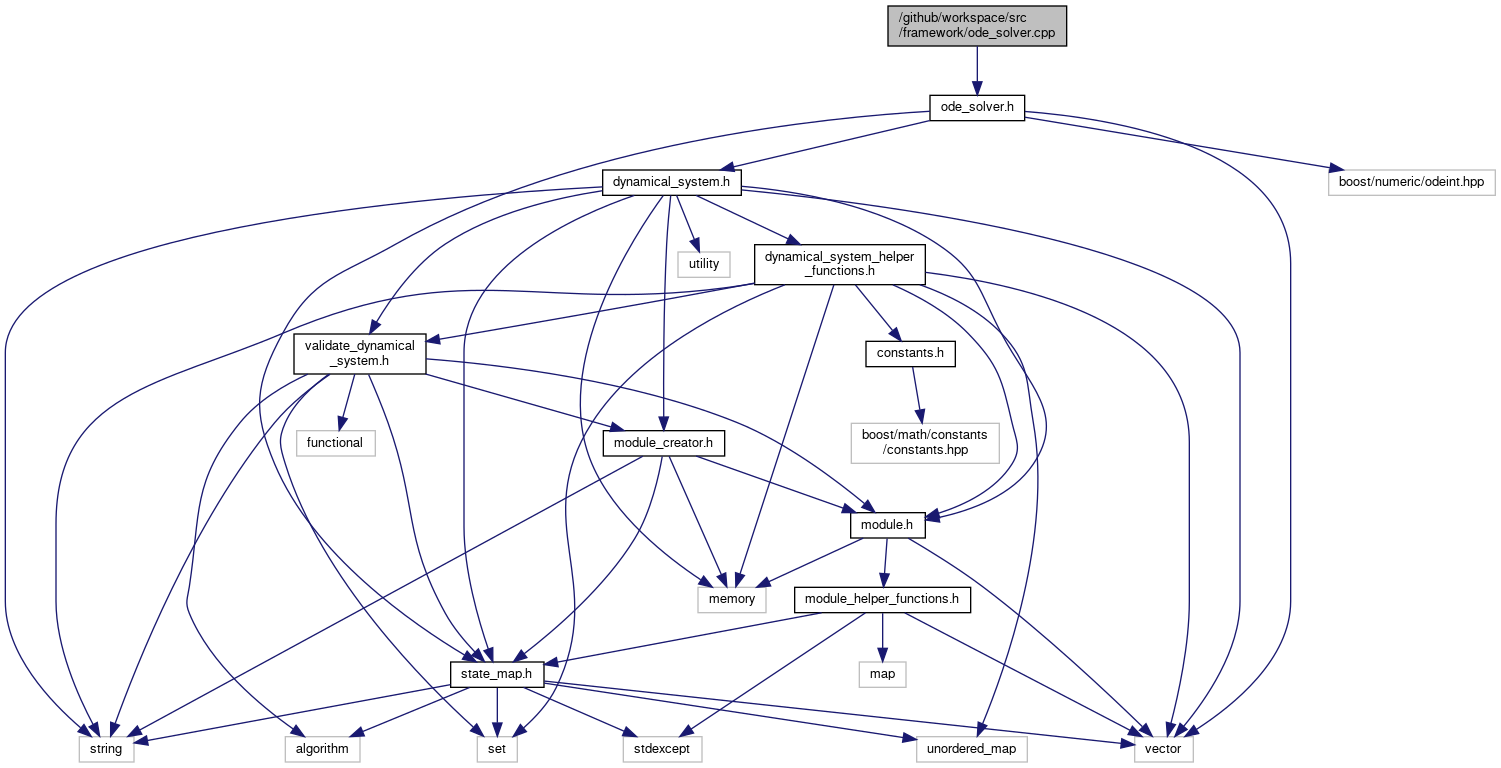 /github/workspace/src
/framework/ode_solver.cpp
ode_solver.h
dynamical_system.h
boost/numeric/odeint.hpp
utility
dynamical_system_helper
_functions.h
validate_dynamical
_system.h
constants.h
functional
module_creator.h
boost/math/constants
/constants.hpp
module.h
memory
module_helper_functions.h
state_map.h
map
string
algorithm
set
stdexcept
unordered_map
vector